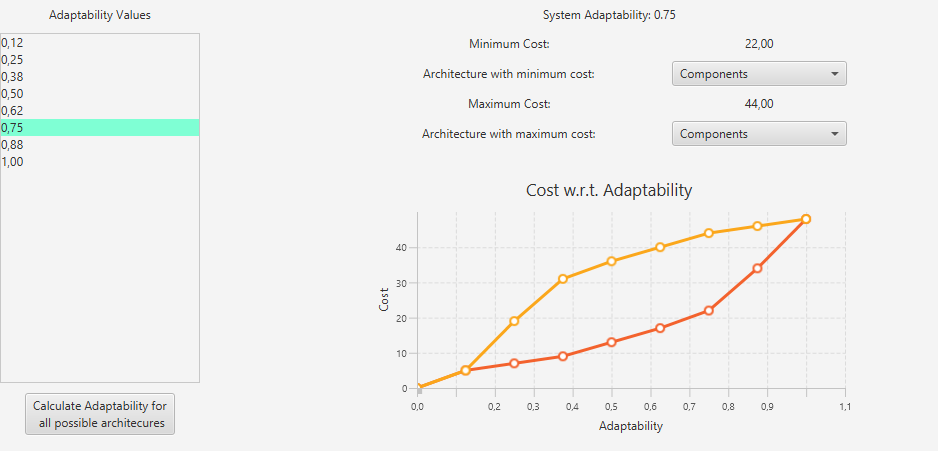 Adaptability Values
0,12
0,25
0,38
0,50
0,62
0,75
0,88
1,00
Calculate Adaptability for
all possible architecures
System Adaptability: 0.75
Minimum Cost: 22,00
Architecture with minimum cost: Components
Maximum Cost: 44,00
Architecture with maximum cost: Components
Cost w.r.t. Adaptability
Cost
40
30
20
10
0
0,0 0,2 0,3 0,4 0,5 0,6 0,7 0,8 0,9 1,1
Adaptability